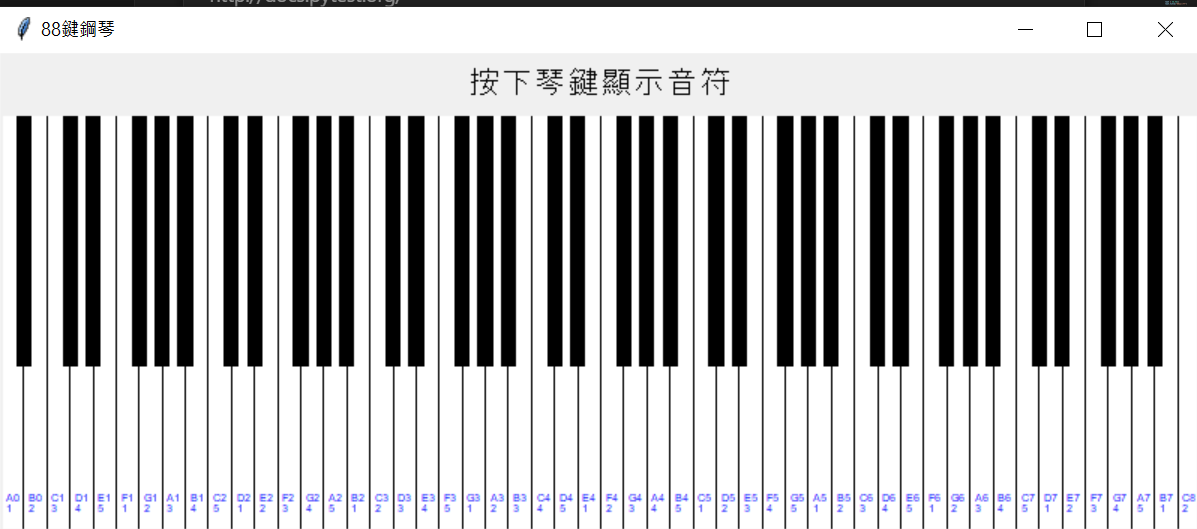 http://docs.pytest.org/
88鍵鋼琴
按下琴鍵顯示音符
A0 B0 C1 D1 E1 F1 G1 A1 B1 C2 D2 E2 F2 G2 A2 B2 C3 D3 E3 F3 G3 A3 B3 C4 D4 E4 F4 G4 A4 B4 C5 D5 E5 F5 G5 A5 B5 C6 D6 E6 F6 G6 A6 B6 C7 D7 E7 F7 G7 A7 B7 C8
1 2 3 4 5 1 2 3 4 5 1 2 3 4 5 1 2 3 4 5 1 2 3 4 5 1 2 3 4 5 1 2 3 4 5 1 2 3 4 5 1 2 3 4 5 1 2 3 4 5 1 2